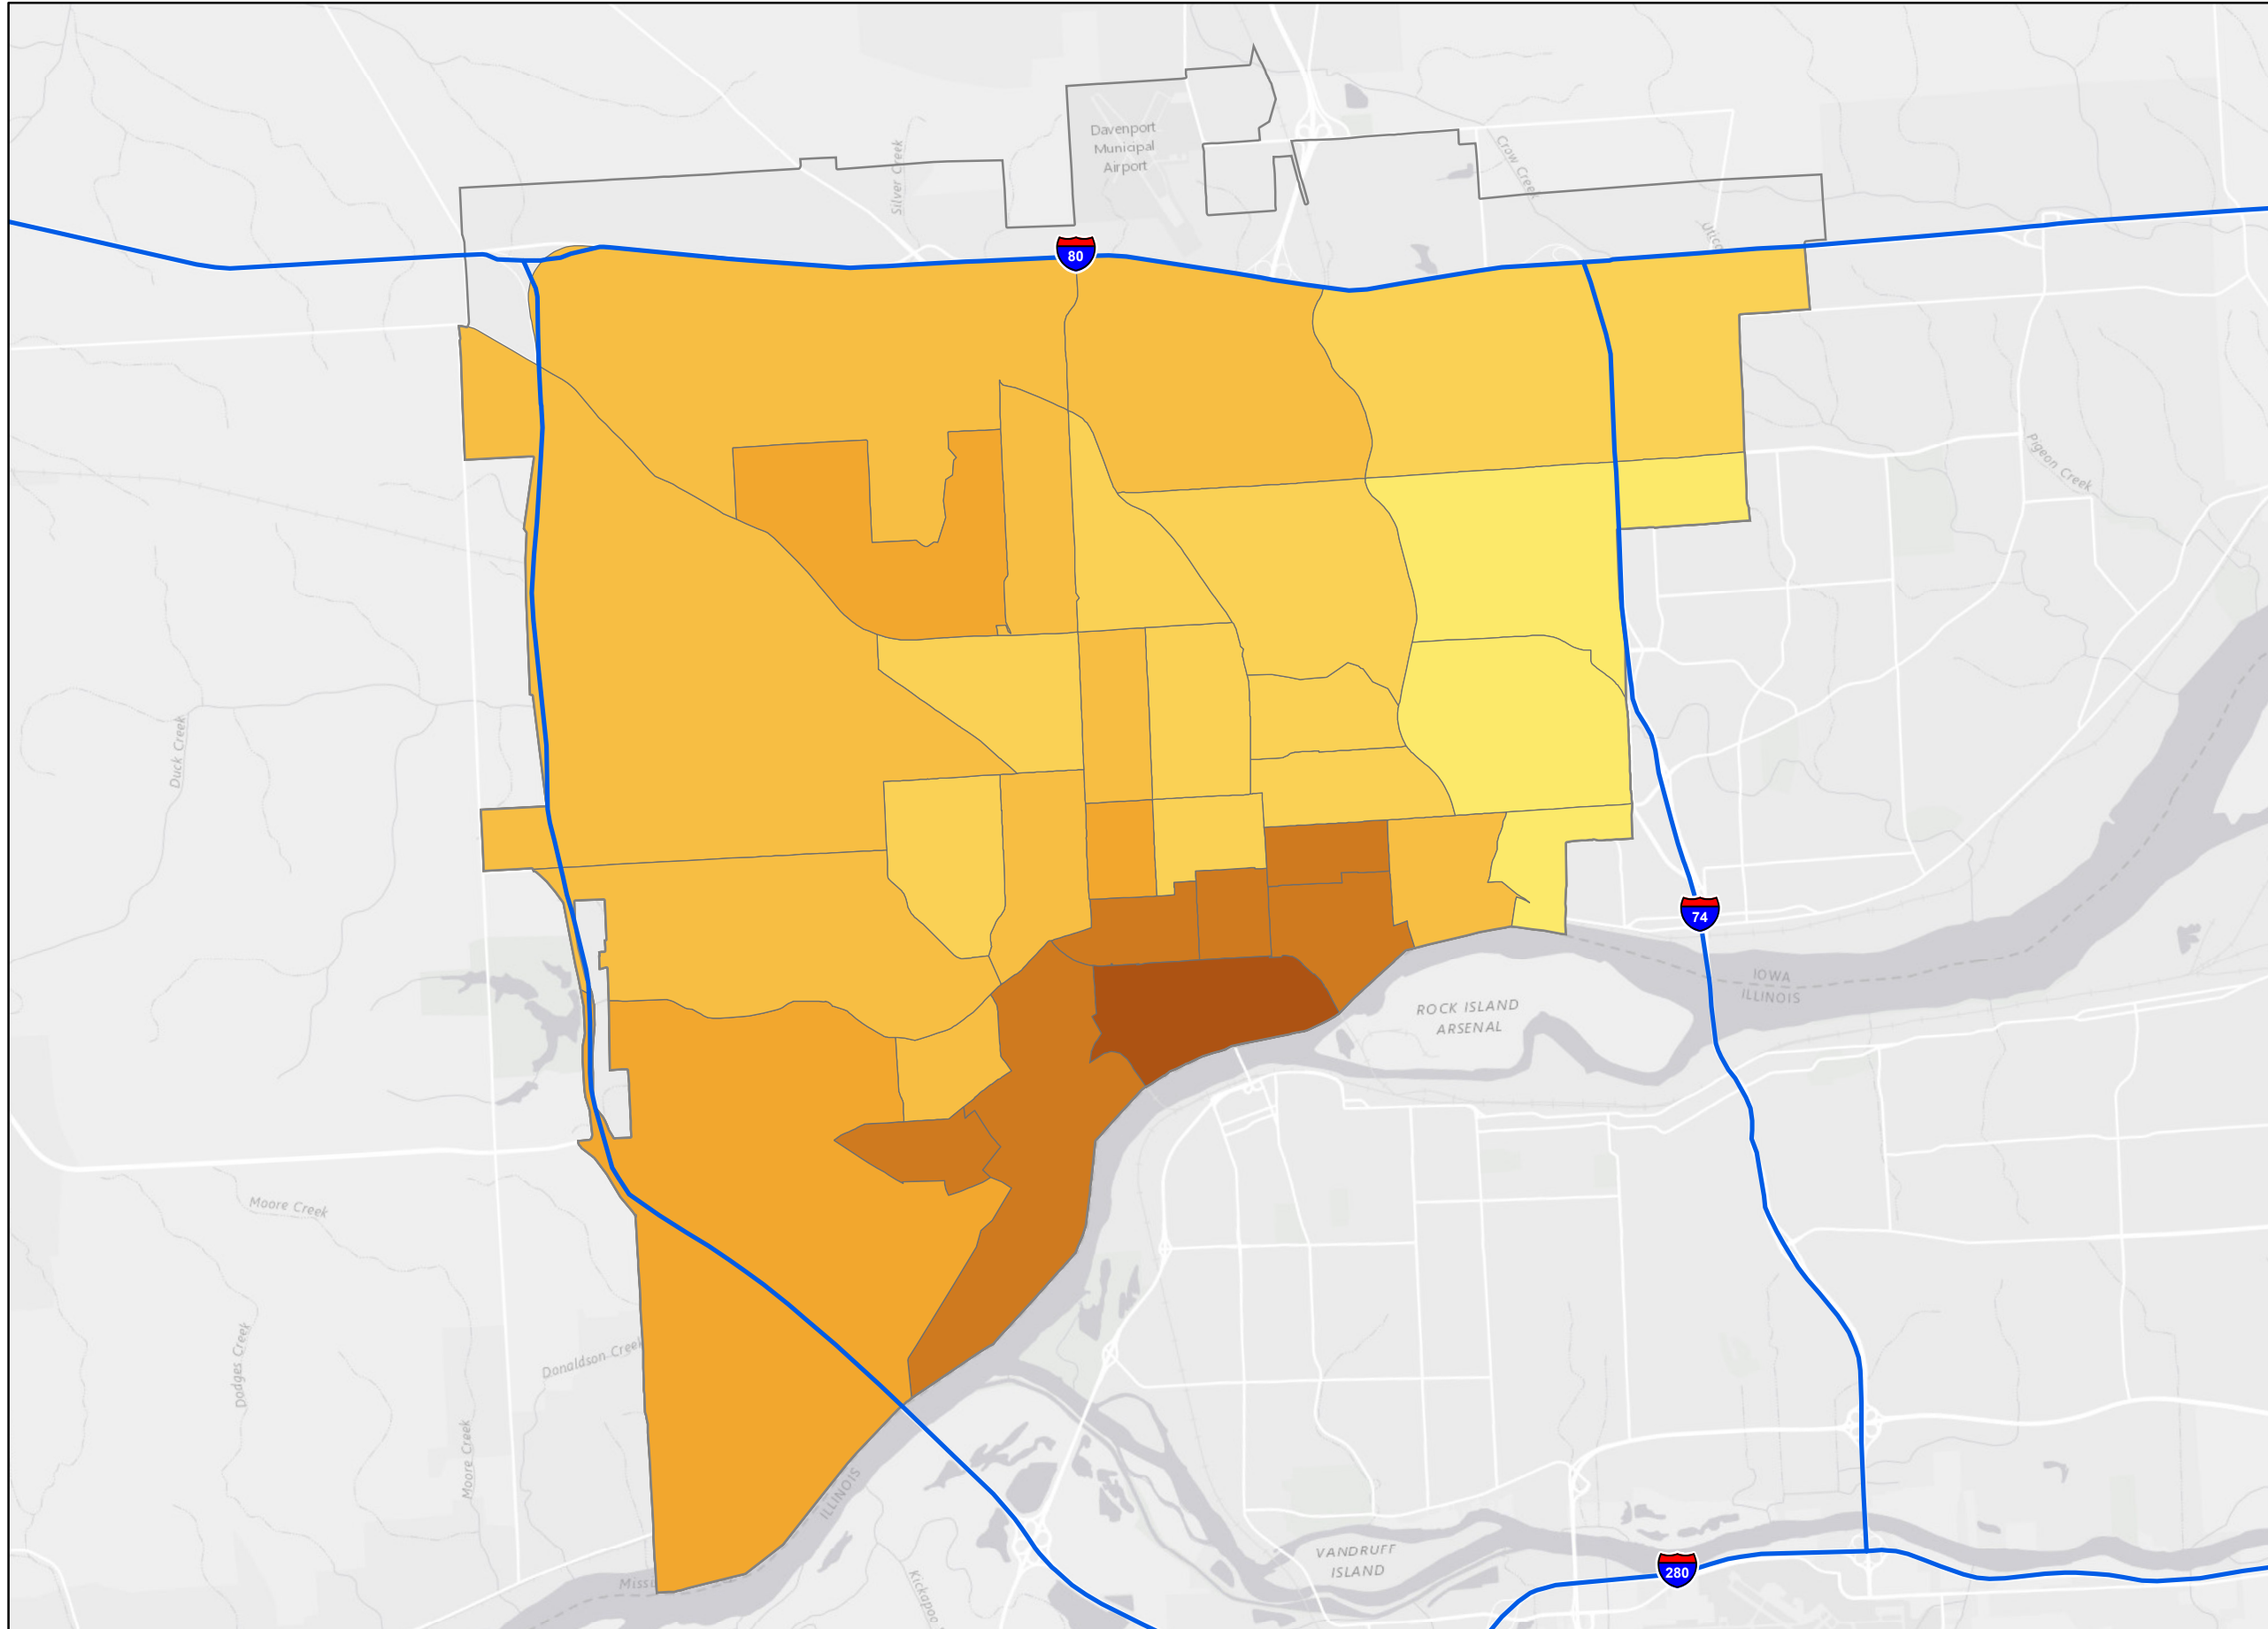 Davenport
Municipal
Airport
Silver Creek
Crow Creek
80
Pigeon Creek
Duck Creek
74
IOWA
ILLINOIS
ROCK ISLAND
ARSENAL
Moore Creek
Donaldson Creek
Dodges Creek
Moore Creek
ILLINOIS
VANDRUFF
ISLAND
280